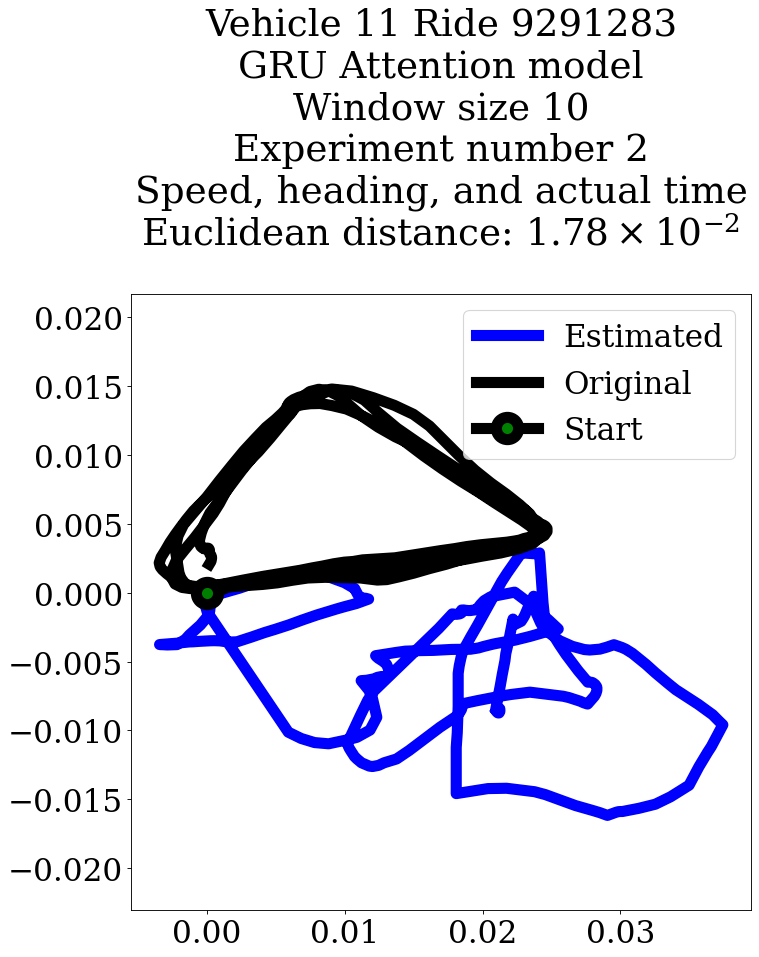 Vehicle 11 Ride 9291283
GRU Attention model
Window size 10
Experiment number 2
Speed, heading, and actual time
Euclidean distance: 1.78 × 10⁻²
Estimated
Original
Start
0.020
0.015
0.010
0.005
0.000
−0.005
−0.010
−0.015
−0.020
0.00 0.01 0.02 0.03